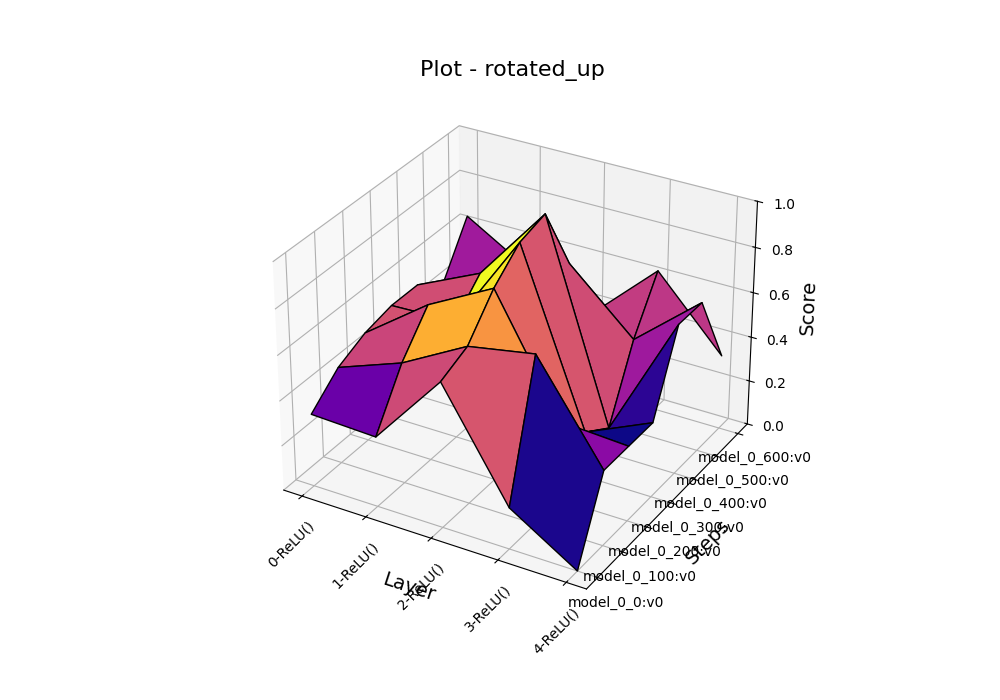 Plot - rotated_up
1.0
0.8
0.6
0.4
0.2
0.0
Score
model_0_600:v0
model_0_500:v0
model_0_400:v0
model_0_300:v0
model_0_200:v0
model_0_100:v0
model_0_0:v0
Steps
0-ReLU()
1-ReLU()
2-ReLU()
3-ReLU()
4-ReLU()
Layer